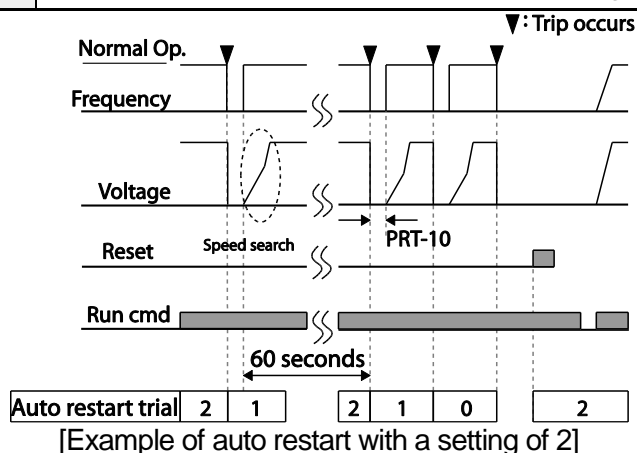 ▼: Trip occurs
Normal Op.
Frequency
Voltage
PRT-10
Reset
Speed search
Run cmd
60 seconds
Auto restart trial 2 1 2 1 0 2
[Example of auto restart with a setting of 2]